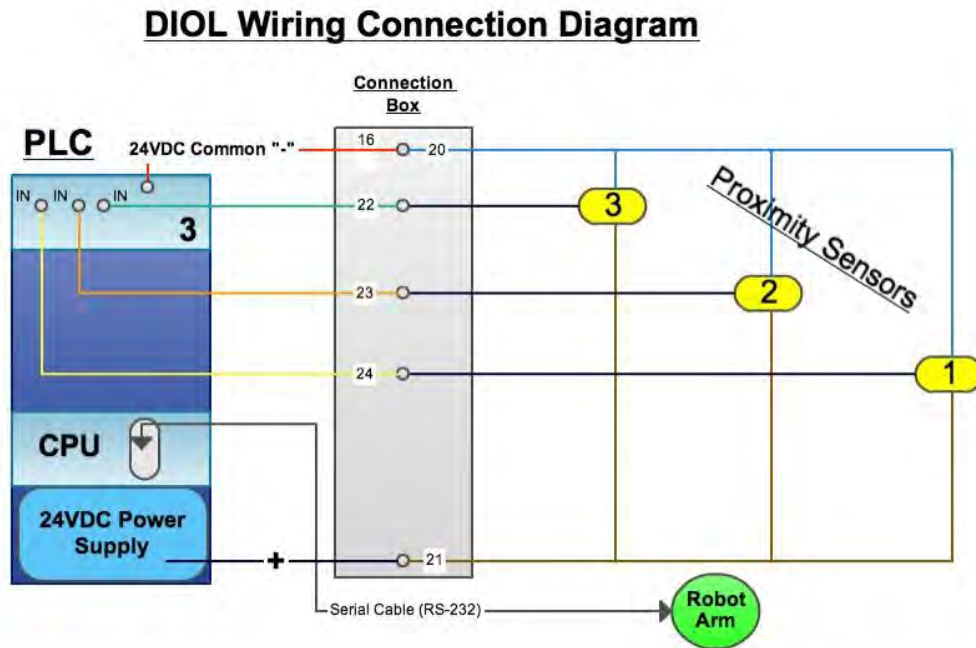 DIOL Wiring Connection Diagram
Connection
Box
PLC
24VDC Common "-"
16
20
IN
IN
IN
3
22
3
Proximity Sensors
23
2
24
1
CPU
24VDC Power
Supply
+
21
Serial Cable (RS-232)
Robot
Arm